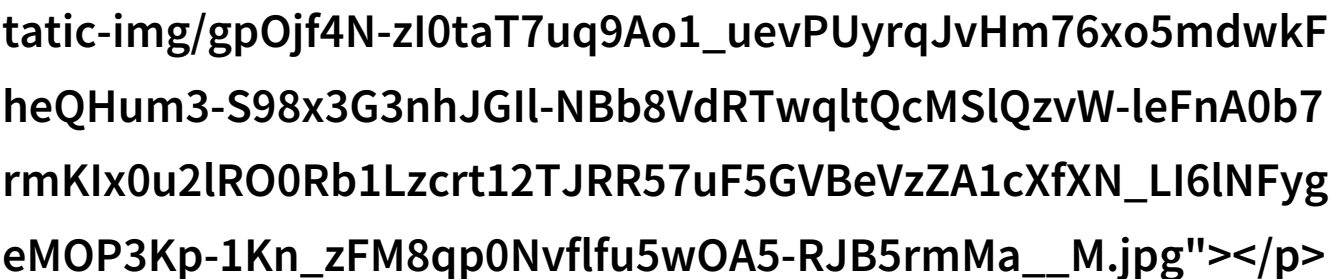 tatic-img/gpOjf4N-zI0taT7uq9Ao1_uevPUyrqJvHm76xo5mdwkF
heQHum3-S98x3G3nhJGIl-NBb8VdRTwqltQcMSlQzvW-leFnA0b7
rmKIx0u2lRO0Rb1Lzcrt12TJRR57uF5GVBeVzZA1cXfXN_LI6lNFyg
eMOP3Kp-1Kn_zFM8qp0Nvflfu5wOA5-RJB5rmMa__M.jpg"></p>